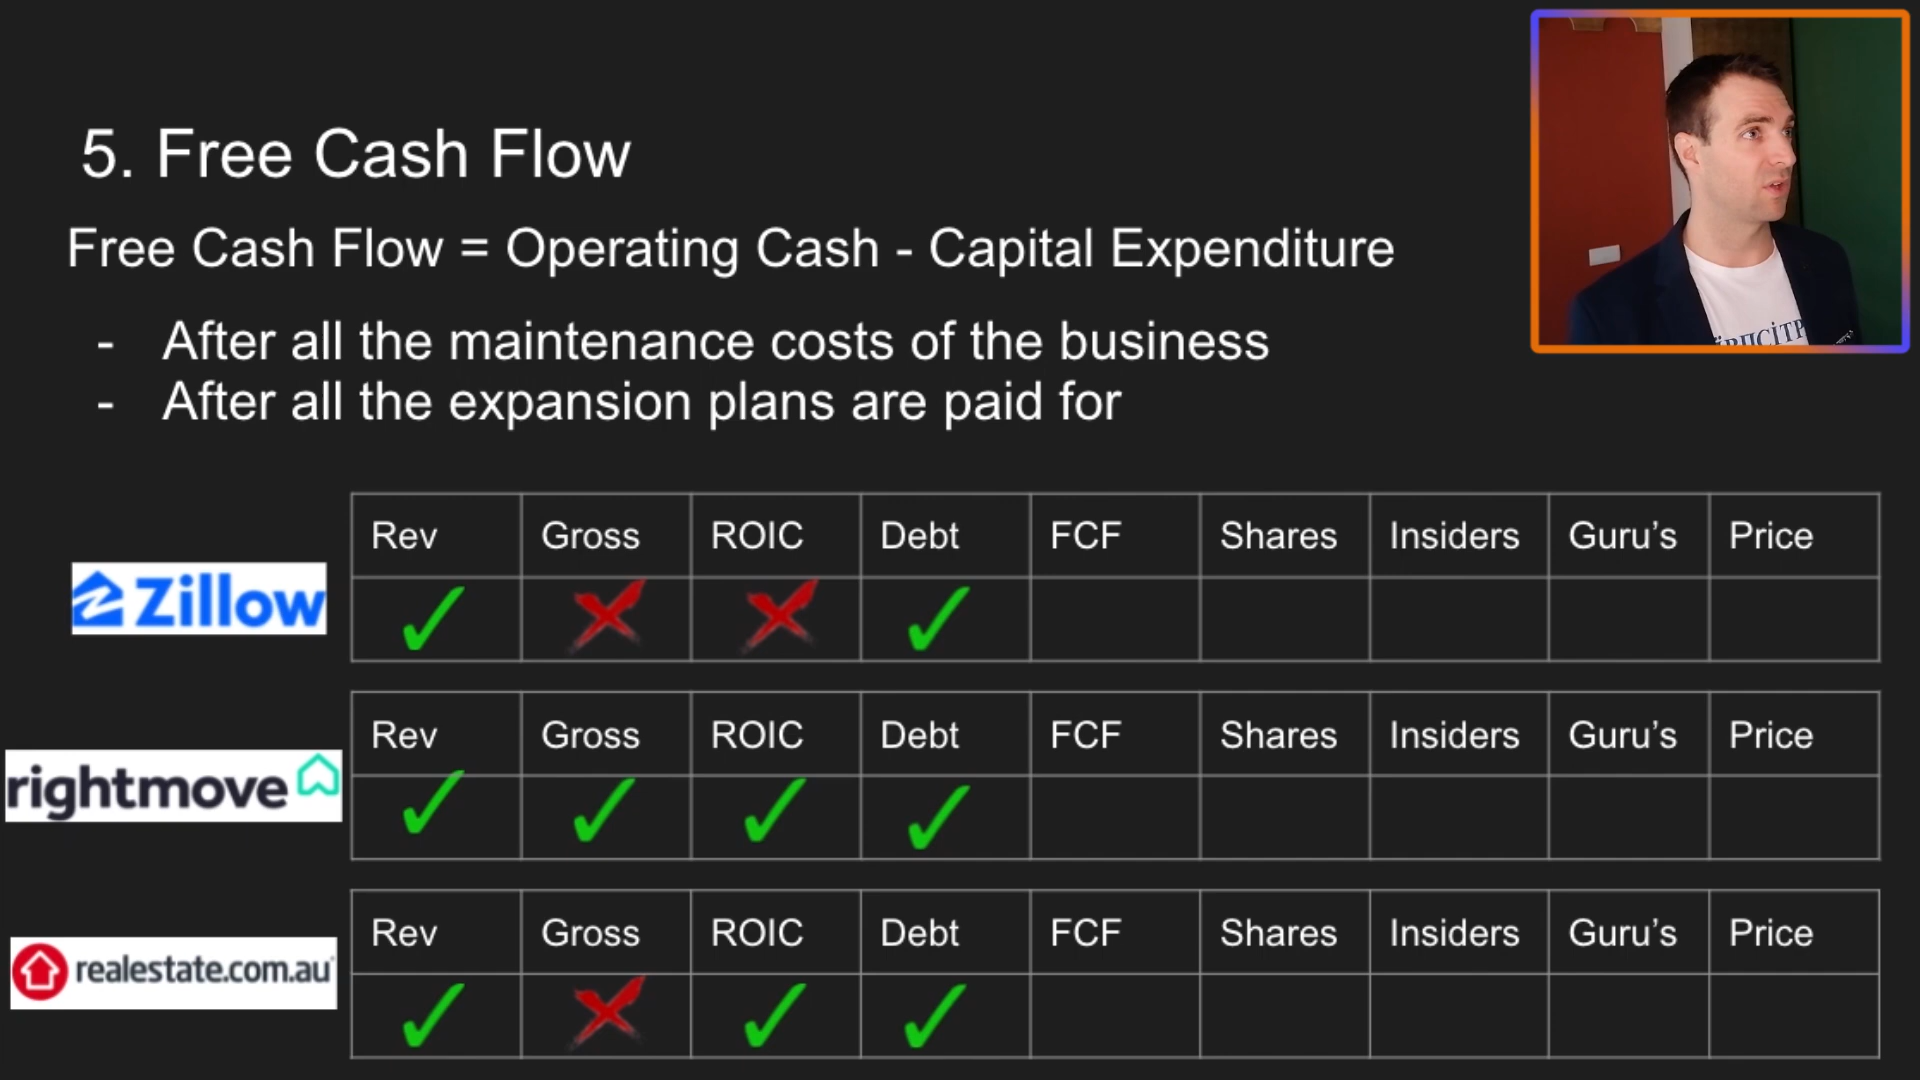 5. Free Cash Flow
Free Cash Flow = Operating Cash - Capital Expenditure
- After all the maintenance costs of the business
- After all the expansion plans are paid for
Rev Gross ROIC Debt FCF Shares Insiders Guru's Price
Zillow
Rev Gross ROIC Debt FCF Shares Insiders Guru's Price
rightmove
Rev Gross ROIC Debt FCF Shares Insiders Guru's Price
realestate.com.au